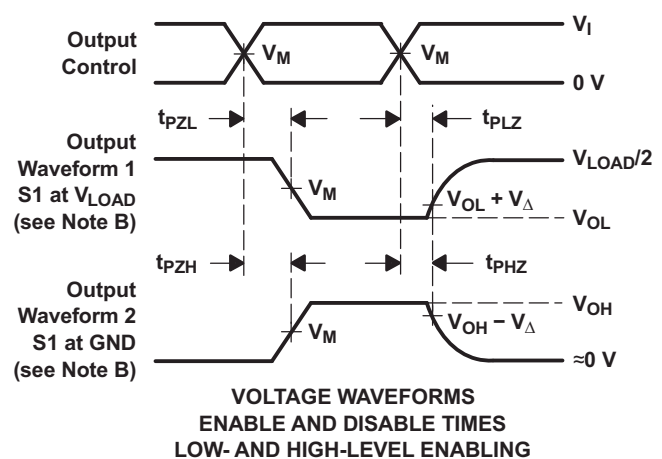 Output
Control
V_I
V_M
V_M
0 V
t_PZL
t_PLZ
Output
Waveform 1
S1 at V_LOAD
(see Note B)
V_LOAD/2
V_M
V_OL + V_Δ
V_OL
t_PZH
t_PHZ
Output
Waveform 2
S1 at GND
(see Note B)
V_OH
V_M
V_OH − V_Δ
≈0 V
VOLTAGE WAVEFORMS
ENABLE AND DISABLE TIMES
LOW- AND HIGH-LEVEL ENABLING